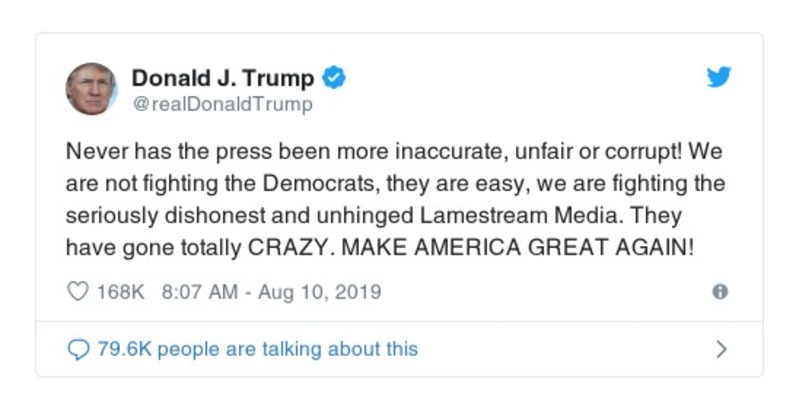 Donald J. Trump
@realDonaldTrump
Never has the press been more inaccurate, unfair or corrupt! We
are not fighting the Democrats, they are easy, we are fighting the
seriously dishonest and unhinged Lamestream Media. They
have gone totally CRAZY. MAKE AMERICA GREAT AGAIN!
168K 8:07 AM - Aug 10, 2019
79.6K people are talking about this